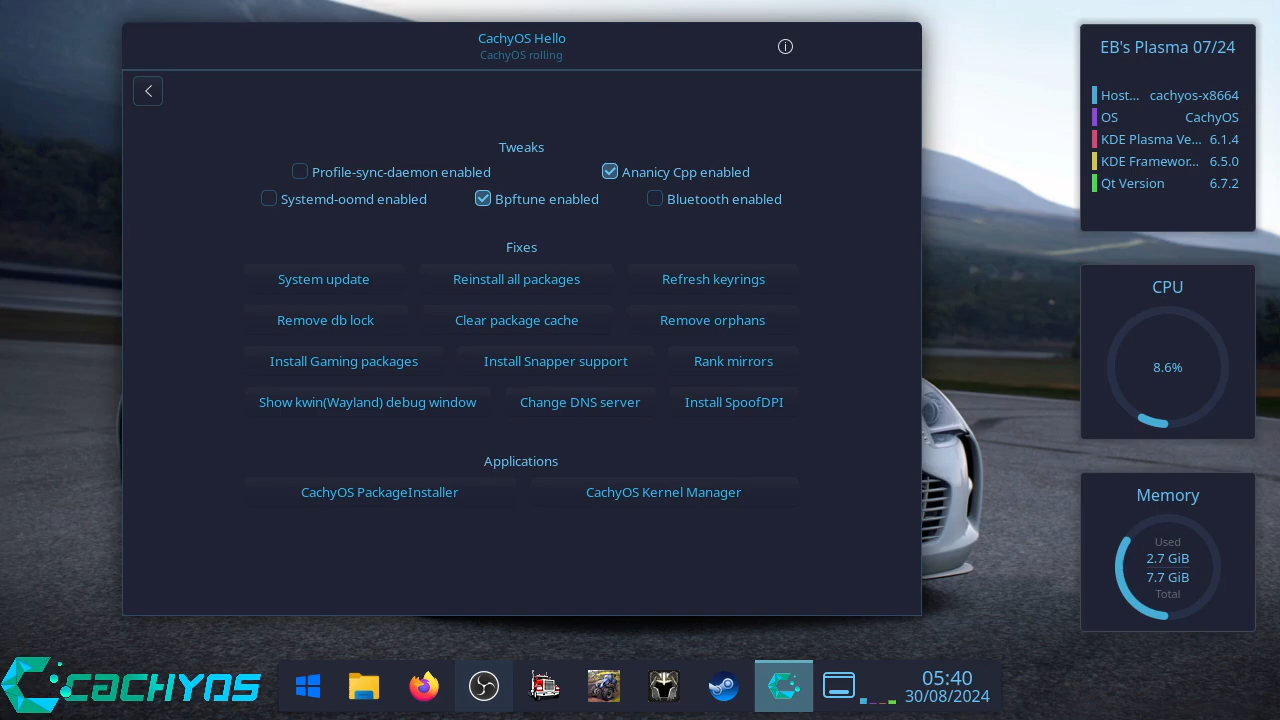 CachyOS Hello
CachyOS rolling
Tweaks
Profile-sync-daemon enabled
Ananicy Cpp enabled
Systemd-oomd enabled
Bpftune enabled
Bluetooth enabled
Fixes
System update
Reinstall all packages
Refresh keyrings
Remove db lock
Clear package cache
Remove orphans
Install Gaming packages
Install Snapper support
Rank mirrors
Show kwin(Wayland) debug window
Change DNS server
Install SpoofDPI
Applications
CachyOS PackageInstaller
CachyOS Kernel Manager
EB's Plasma 07/24
Host... cachyos-x8664
OS CachyOS
KDE Plasma Ve... 6.1.4
KDE Framewor... 6.5.0
Qt Version 6.7.2
CPU
8.6%
Memory
Used
2.7 GiB
7.7 GiB
Total
CACHYOS
05:40
30/08/2024